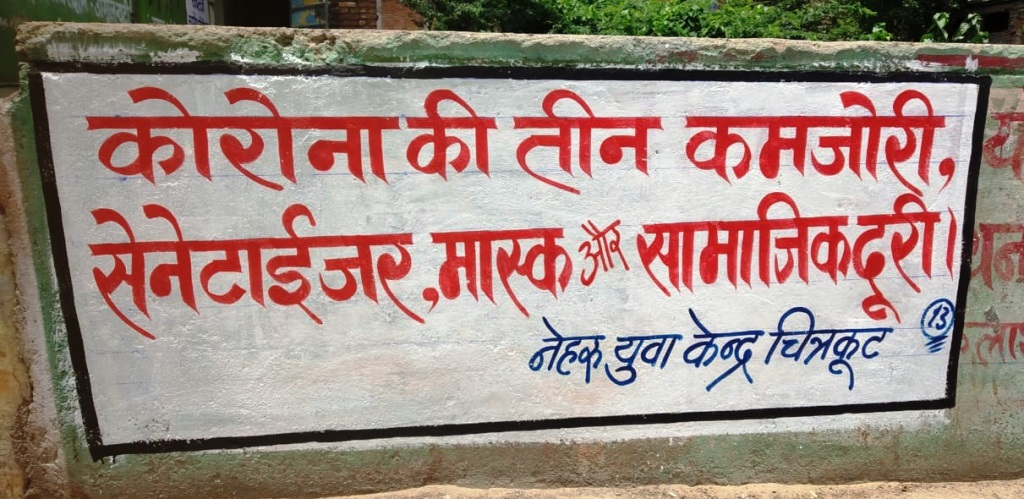 कोरोना की तीन कमजोरी,
सेनेटाईजर, मास्क और सामाजिक दूरी।
नेहरू युवा केन्द्र चित्रकूट
13